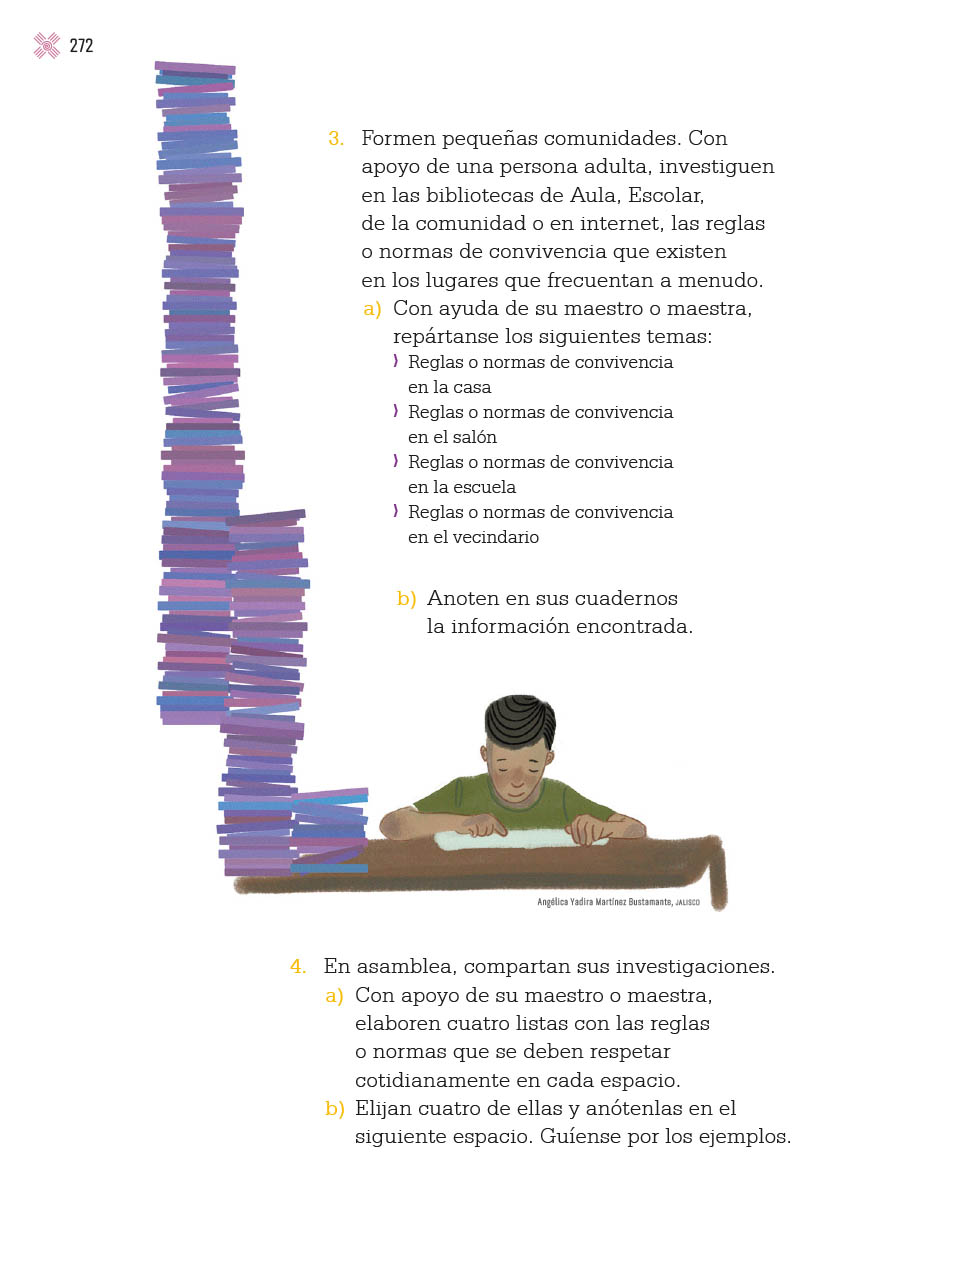 272
3. Formen pequeñas comunidades. Con
apoyo de una persona adulta, investiguen
en las bibliotecas de Aula, Escolar,
de la comunidad o en internet, las reglas
o normas de convivencia que existen
en los lugares que frecuentan a menudo.
a) Con ayuda de su maestro o maestra,
repártanse los siguientes temas:
⟩ Reglas o normas de convivencia
en la casa
⟩ Reglas o normas de convivencia
en el salón
⟩ Reglas o normas de convivencia
en la escuela
⟩ Reglas o normas de convivencia
en el vecindario
b) Anoten en sus cuadernos
la información encontrada.
Angélica Yadira Martínez Bustamante, JALISCO
4. En asamblea, compartan sus investigaciones.
a) Con apoyo de su maestro o maestra,
elaboren cuatro listas con las reglas
o normas que se deben respetar
cotidianamente en cada espacio.
b) Elijan cuatro de ellas y anótenlas en el
siguiente espacio. Guíense por los ejemplos.